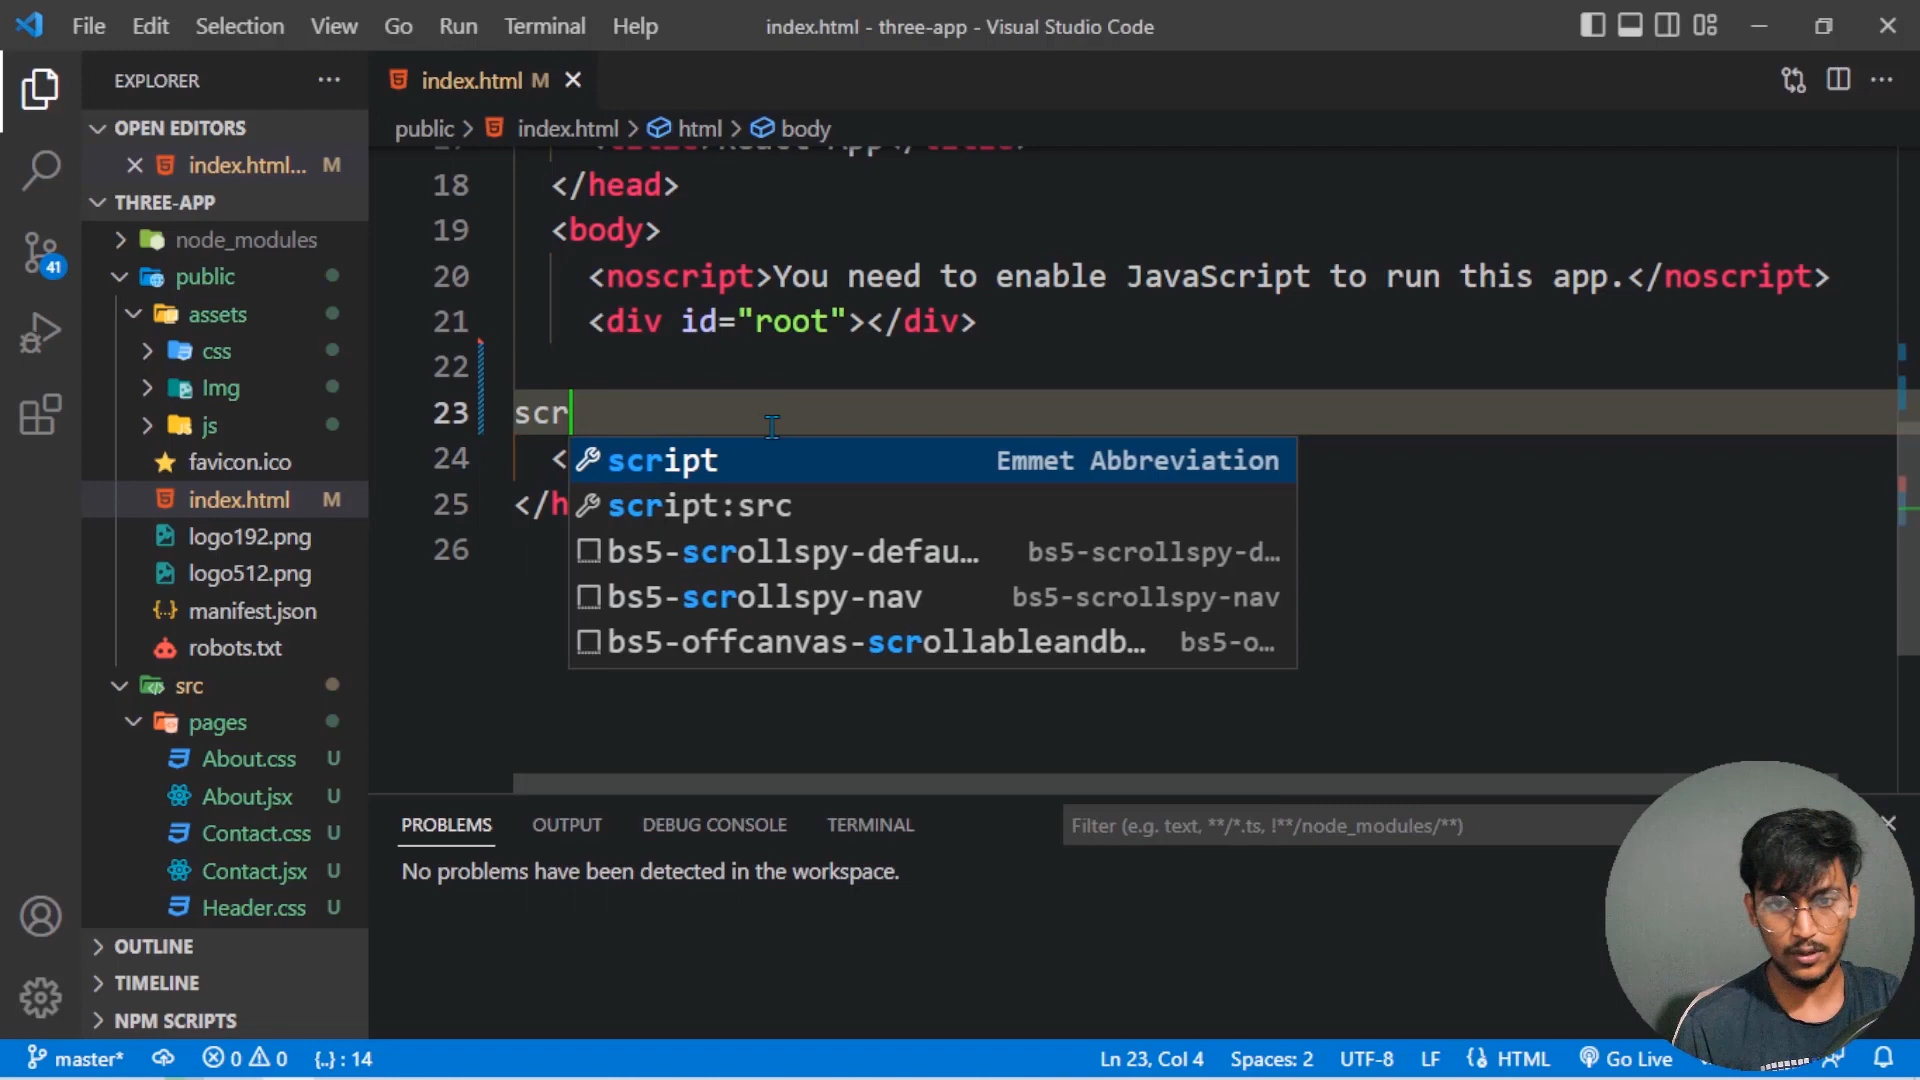 File Edit Selection View Go Run Terminal Help index.html - three-app - Visual Studio Code
EXPLORER
index.html M
OPEN EDITORS
public > index.html > html > body
index.html... M
THREE-APP
node_modules
public
assets
css
Img
js
favicon.ico
index.html M
logo192.png
logo512.png
manifest.json
robots.txt
src
pages
About.css U
About.jsx U
Contact.css U
Contact.jsx U
Header.css U
OUTLINE
TIMELINE
NPM SCRIPTS
41
18 </head>
19 <body>
20 <noscript>You need to enable JavaScript to run this app.</noscript>
21 <div id="root"></div>
22
23 scr
24 <
25 </h
26
script Emmet Abbreviation
script:src
bs5-scrollspy-defau... bs5-scrollspy-d...
bs5-scrollspy-nav bs5-scrollspy-nav
bs5-offcanvas-scrollableandb... bs5-o...
PROBLEMS OUTPUT DEBUG CONSOLE TERMINAL Filter (e.g. text, **/*.ts, !**/node_modules/**)
No problems have been detected in the workspace.
master* 0 0 {..} : 14 Ln 23, Col 4 Spaces: 2 UTF-8 LF HTML Go Live